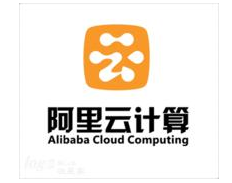 阿里云计算
Alibaba Cloud Computing